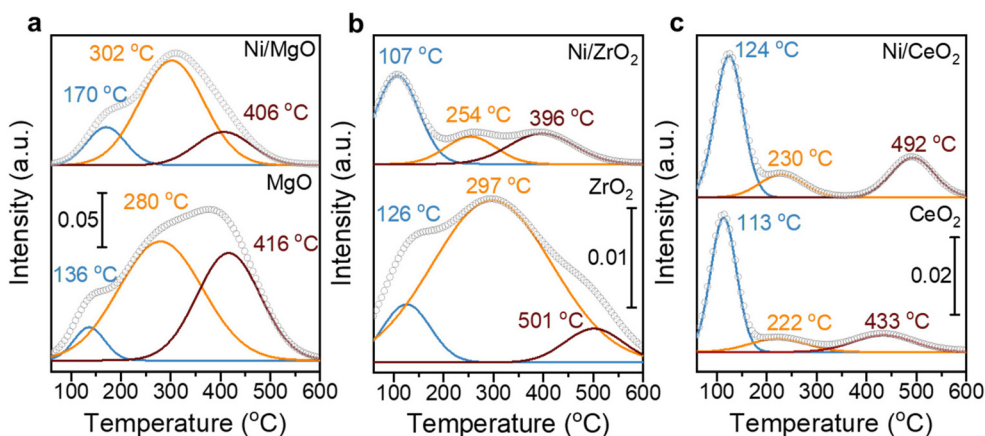 a
Ni/MgO
302 °C
170 °C
406 °C
MgO
280 °C
0.05
416 °C
136 °C
Intensity (a.u.)
100 200 300 400 500 600
Temperature (°C)
b
Ni/ZrO₂
107 °C
254 °C
396 °C
ZrO₂
297 °C
126 °C
0.01
501 °C
Intensity (a.u.)
100 200 300 400 500 600
Temperature (°C)
c
Ni/CeO₂
124 °C
230 °C
492 °C
CeO₂
113 °C
0.02
222 °C
433 °C
Intensity (a.u.)
100 200 300 400 500 600
Temperature (°C)